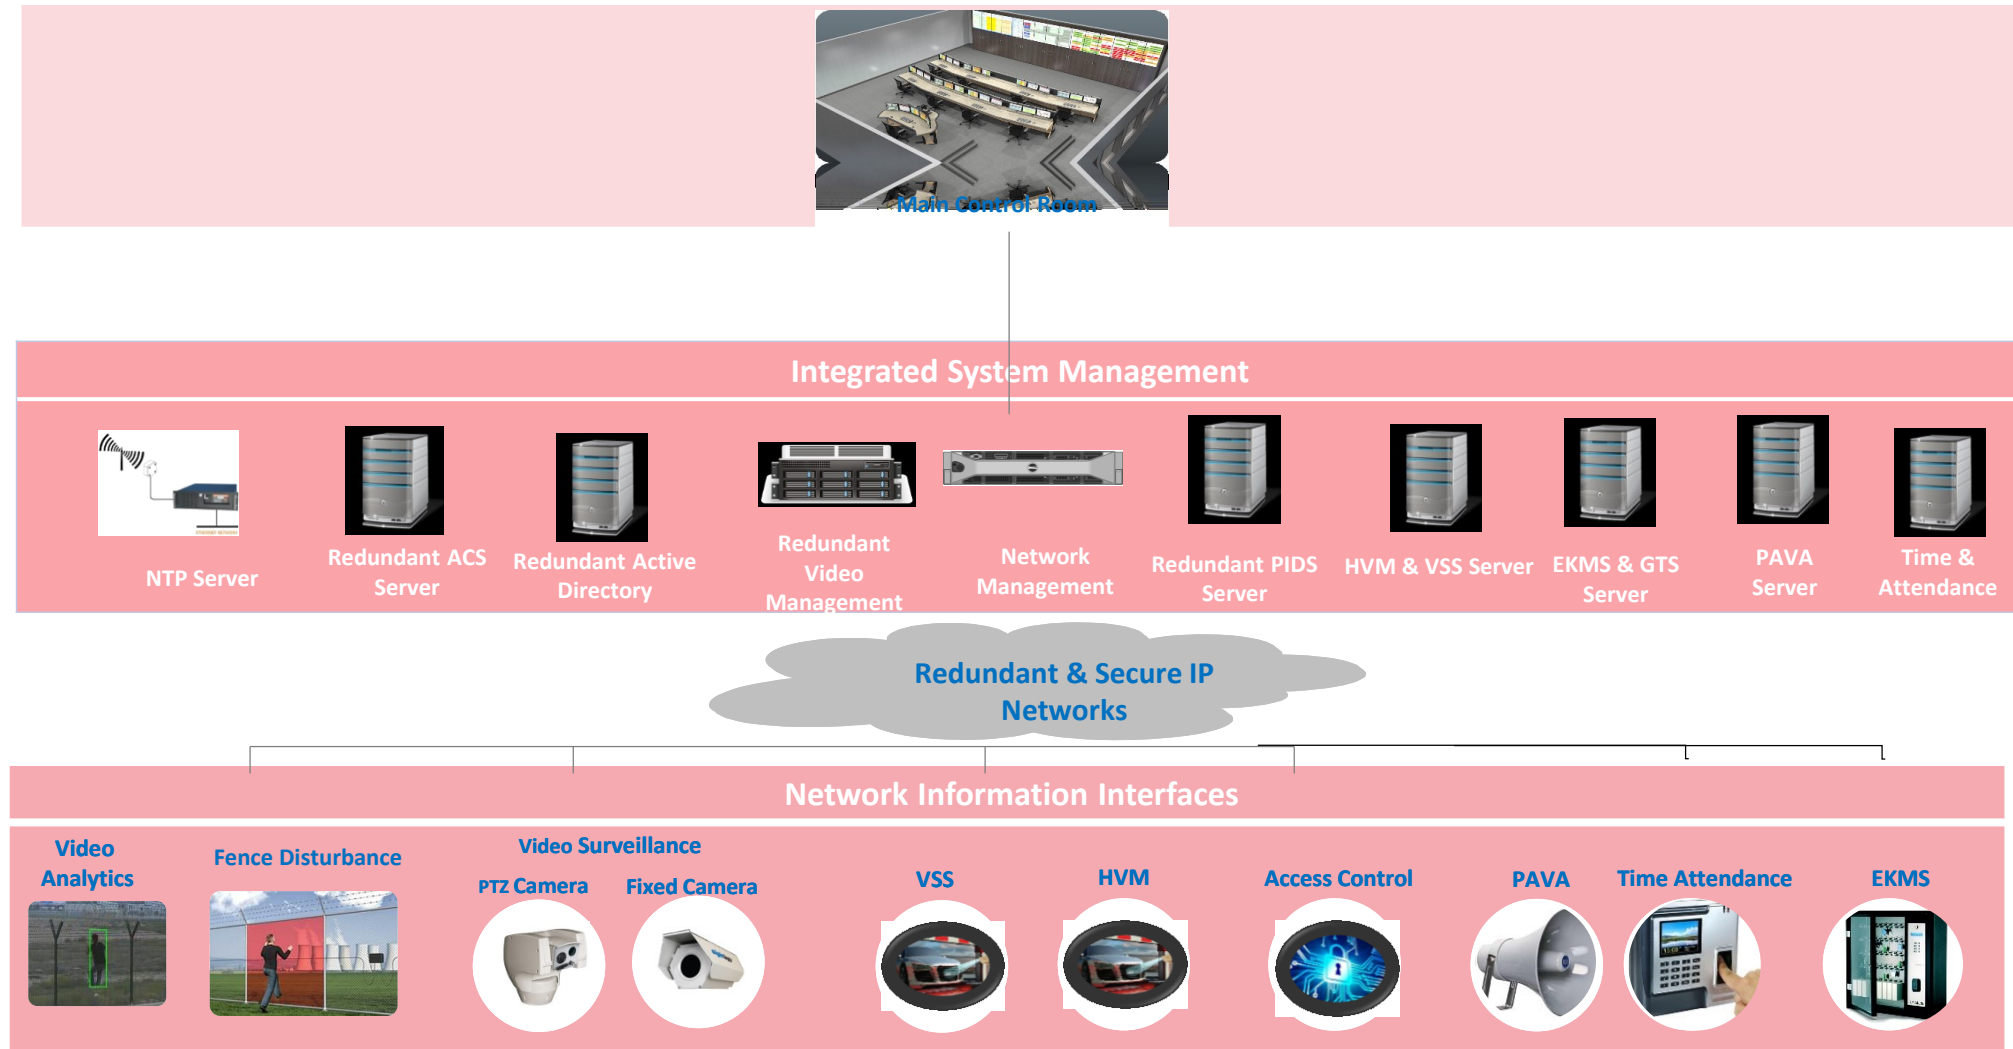 Main Control Room
Integrated System Management
NTP Server
Redundant ACS
Server
Redundant Active
Directory
Redundant
Video
Management
Network
Management
Redundant PIDS
Server
HVM & VSS Server
EKMS & GTS
Server
PAVA
Server
Time &
Attendance
Redundant & Secure IP
Networks
Network Information Interfaces
Video
Analytics
Fence Disturbance
Video Surveillance
PTZ Camera
Fixed Camera
VSS
HVM
Access Control
PAVA
Time Attendance
EKMS